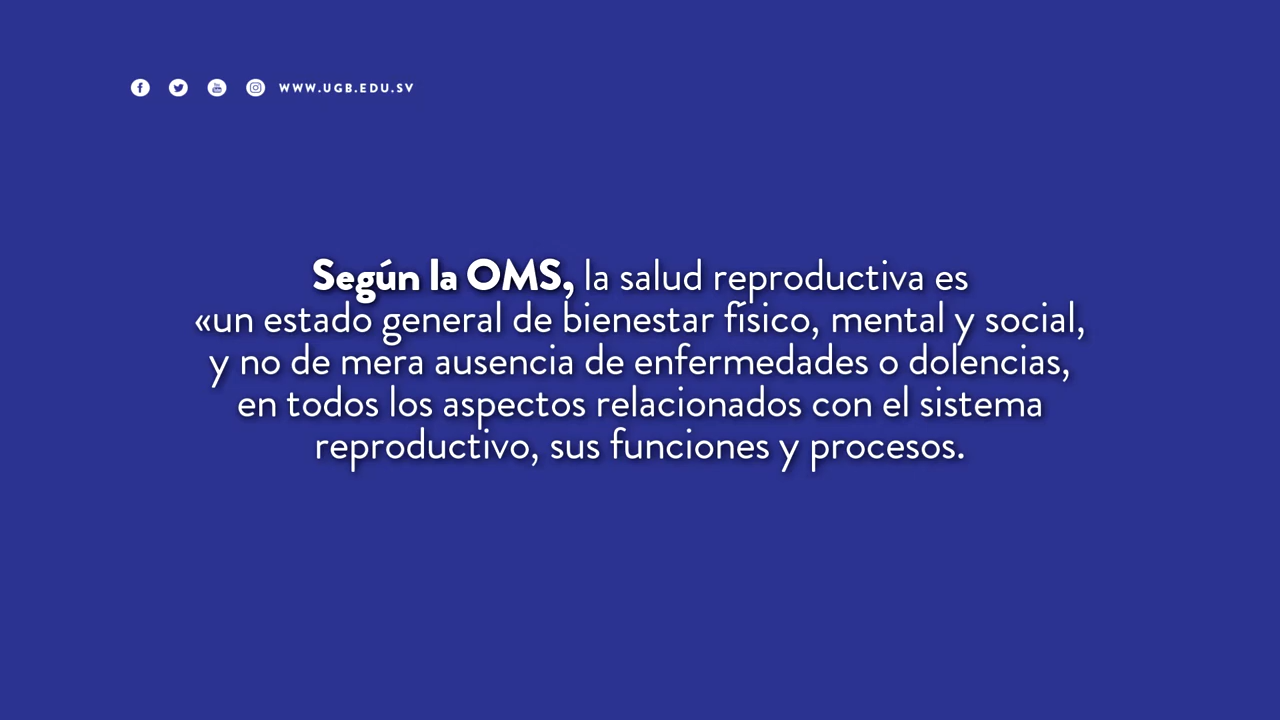 WWW.UGB.EDU.SV
Según la OMS, la salud reproductiva es
«un estado general de bienestar físico, mental y social,
y no de mera ausencia de enfermedades o dolencias,
en todos los aspectos relacionados con el sistema
reproductivo, sus funciones y procesos.